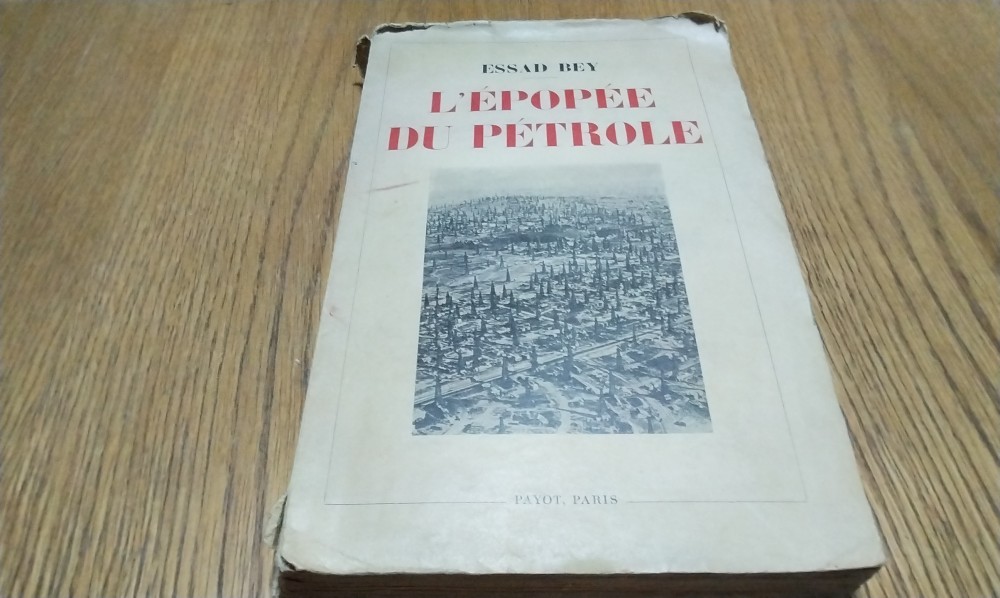 ESSAD BEY
L'ÉPOPÉE
DU PÉTROLE
PAYOT, PARIS